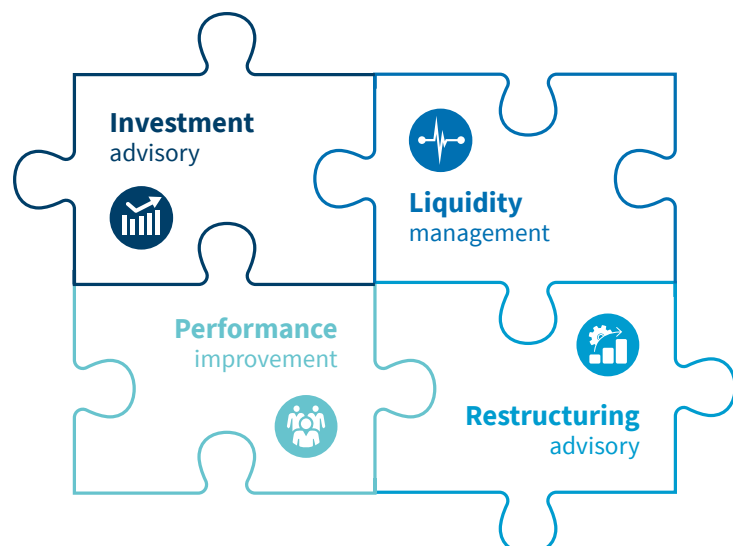 Investment
advisory
Liquidity
management
Performance
improvement
Restructuring
advisory